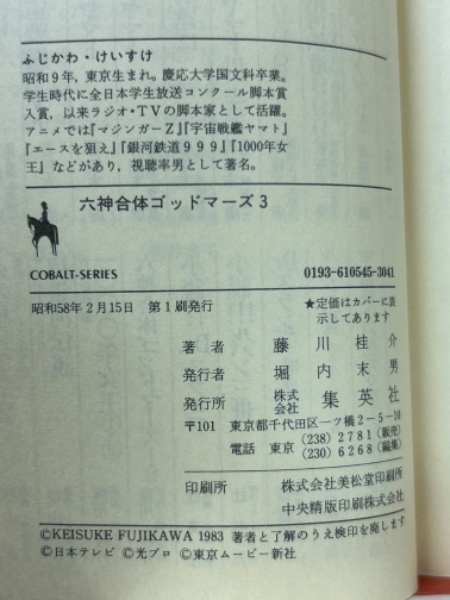 ふじかわ・けいすけ
昭和9年,東京生まれ。慶応大学国文科卒業。
学生時代に全日本学生放送コンクール脚本賞
入賞,以来ラジオ・TVの脚本家として活躍。
アニメでは『マジンガーZ』『宇宙戦艦ヤマト』
『エースを狙え』『銀河鉄道999』『1000年女
王』などがあり,視聴率男として著名。
六神合体ゴッドマーズ3
COBALT-SERIES 0193-610545-3041
昭和58年2月15日 第1刷発行
★定価はカバーに表
示してあります
著者 藤川桂介
発行者 堀内末男
発行所 株式会社 集英社
〒101 東京都千代田区一ツ橋2-5-10
電話 東京 (238)2781(販売)
(230)6268(編集)
印刷所 株式会社美松堂印刷所
中央精版印刷株式会社
©KEISUKE FUJIKAWA 1983 著者と了解のうえ検印を廃します
©日本テレビ ©光プロ ©東京ムービー新社